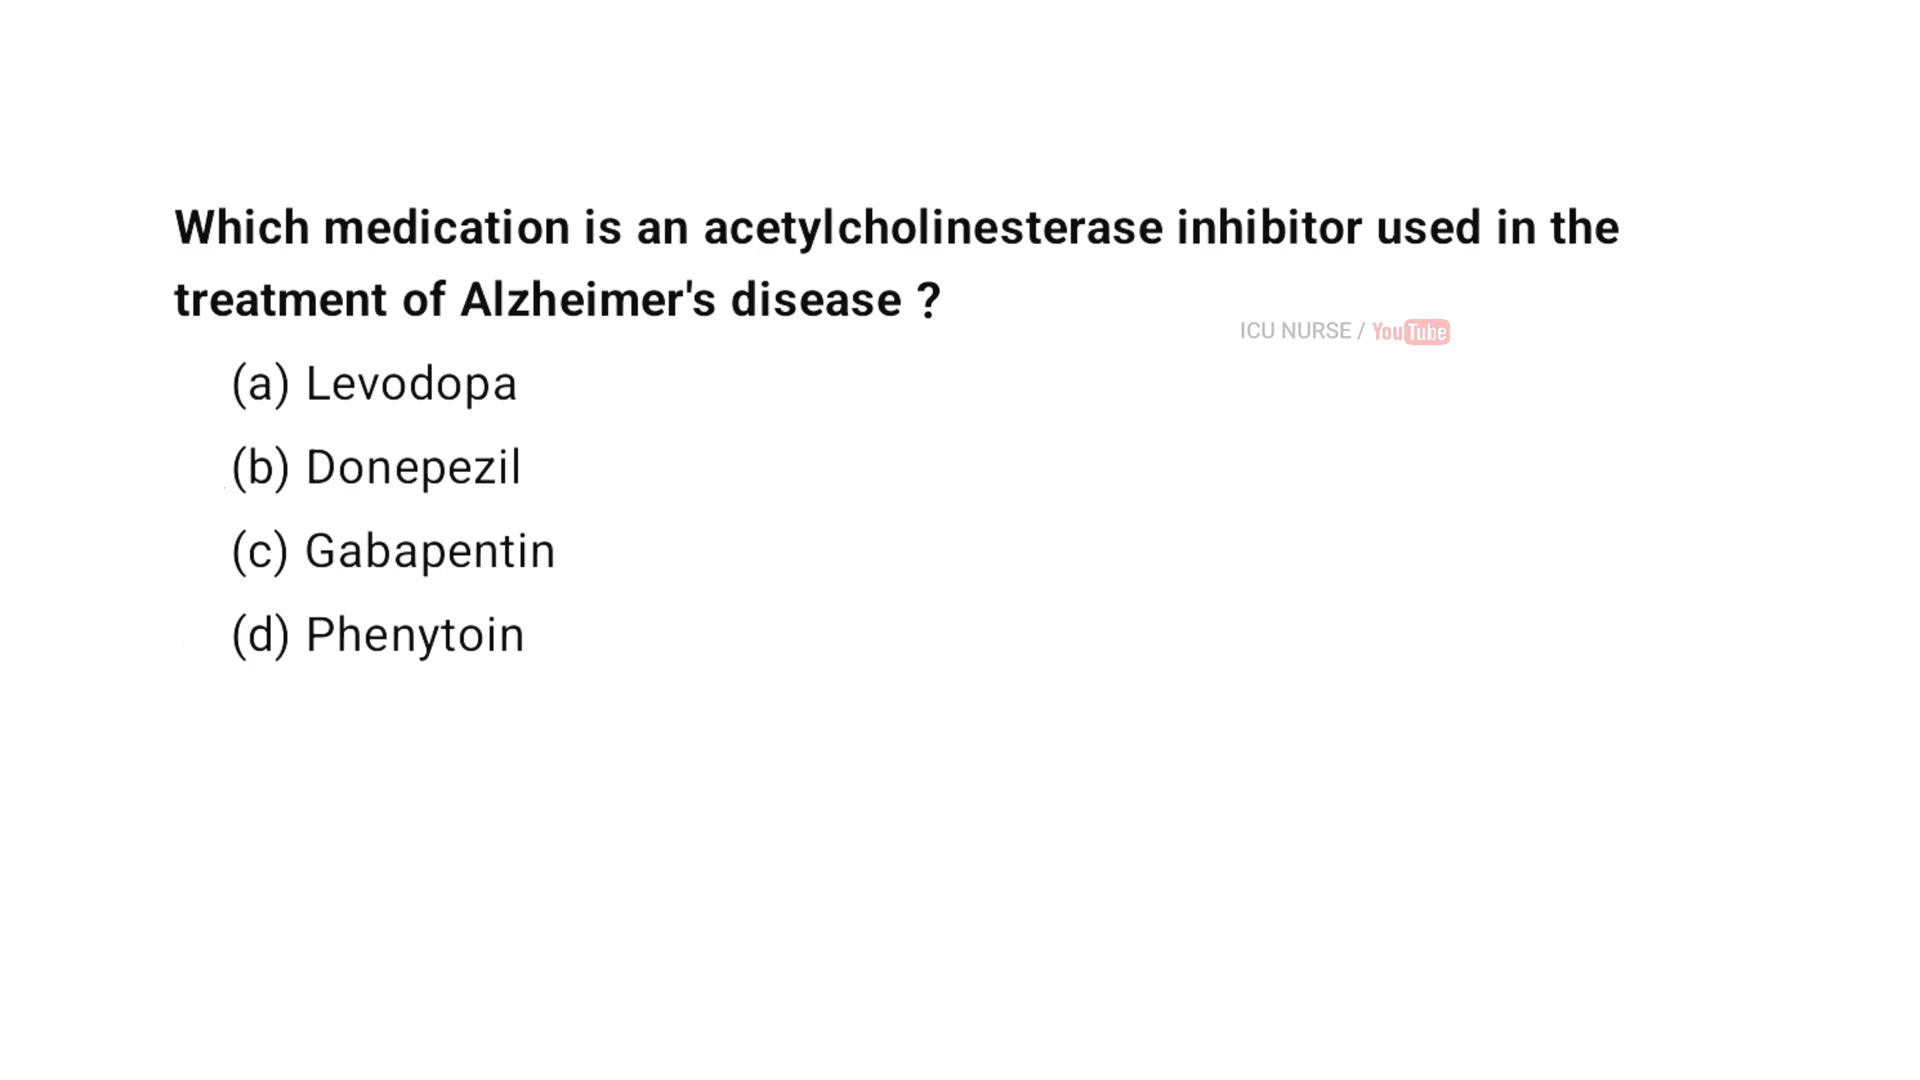 Which medication is an acetylcholinesterase inhibitor used in the
treatment of Alzheimer's disease ?
ICU NURSE / YouTube
(a) Levodopa
(b) Donepezil
(c) Gabapentin
(d) Phenytoin